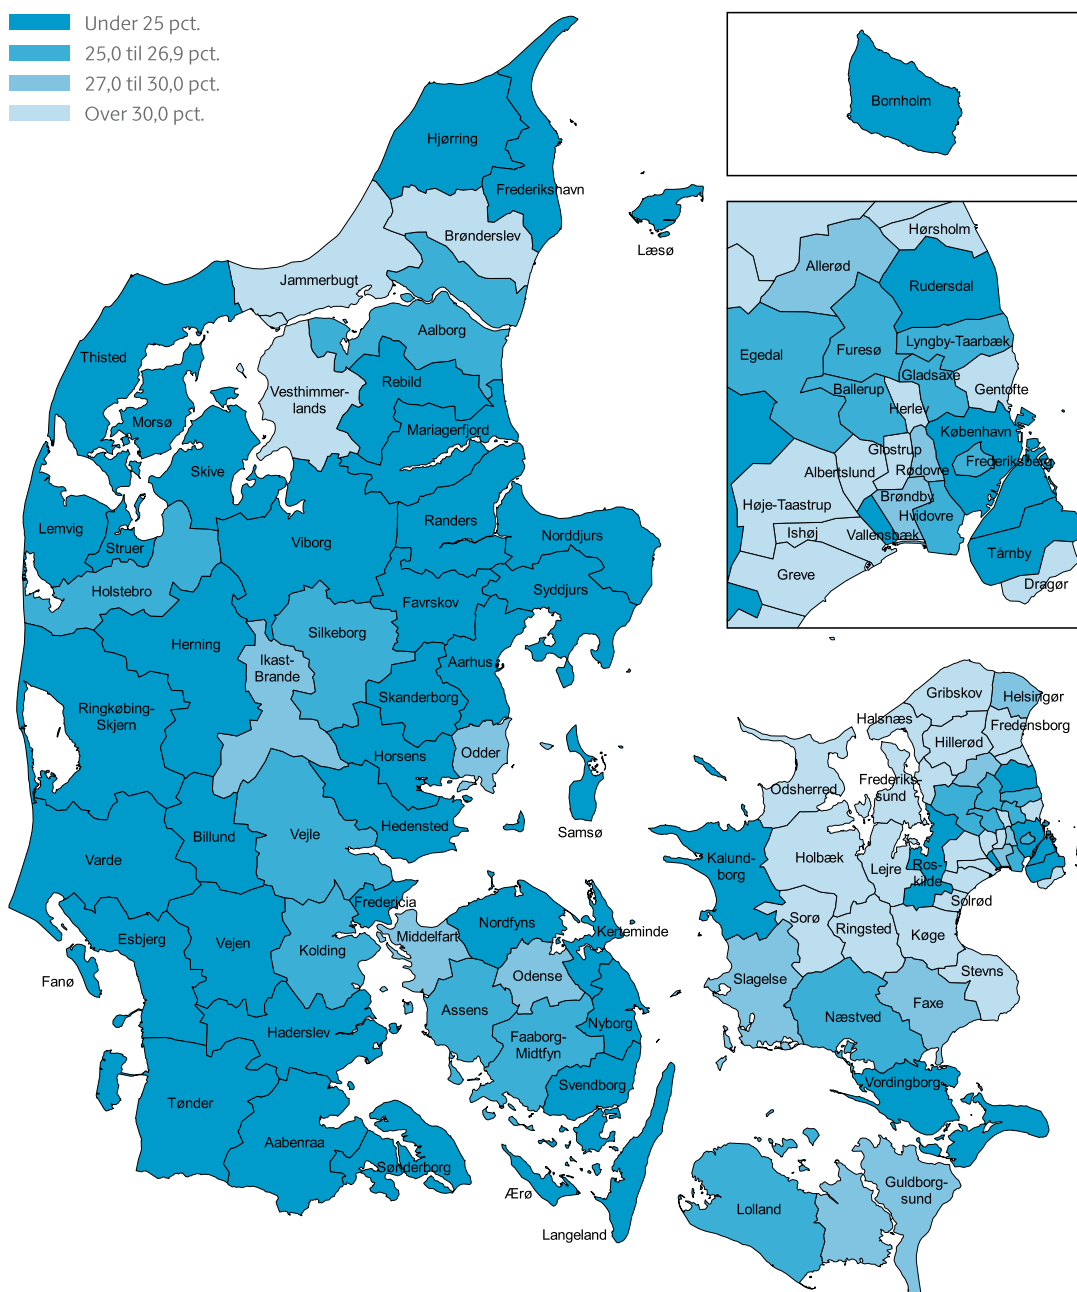 Under 25 pct.
25,0 til 26,9 pct.
27,0 til 30,0 pct.
Over 30,0 pct.
Bornholm
Hjørring
Frederikshavn
Brønderslev
Læsø
Jammerbugt
Aalborg
Thisted
Rebild
Vesthimmer-
lands
Morsø
Mariagerfjord
Skive
Lemvig
Randers
Struer
Viborg
Norddjurs
Holstebro
Favrskov
Syddjurs
Silkeborg
Herning
Ikast-
Brande
Aarhus
Skanderborg
Ringkøbing-
Skjern
Horsens
Odder
Hedensted
Samsø
Billund
Vejle
Varde
Fredericia
Esbjerg
Vejen
Kolding
Middelfart
Nordfyns
Kerteminde
Fanø
Odense
Assens
Nyborg
Haderslev
Faaborg-
Midtfyn
Svendborg
Tønder
Aabenraa
Sønderborg
Ærø
Langeland
Hørsholm
Allerød
Rudersdal
Egedal
Furesø
Lyngby-Taarbæk
Gladsaxe
Ballerup
Gentofte
Herlev
København
Glostrup
Frederiksberg
Albertslund
Rødovre
Brøndby
Høje-Taastrup
Hvidovre
Ishøj
Vallensbæk
Tårnby
Greve
Dragør
Gribskov
Helsingør
Halsnæs
Fredensborg
Hillerød
Odsherred
Frederiks-
sund
Kalund-
borg
Holbæk
Lejre
Ros-
kilde
Solrød
Sorø
Ringsted
Køge
Stevns
Slagelse
Faxe
Næstved
Vordingborg
Guldborg-
sund
Lolland